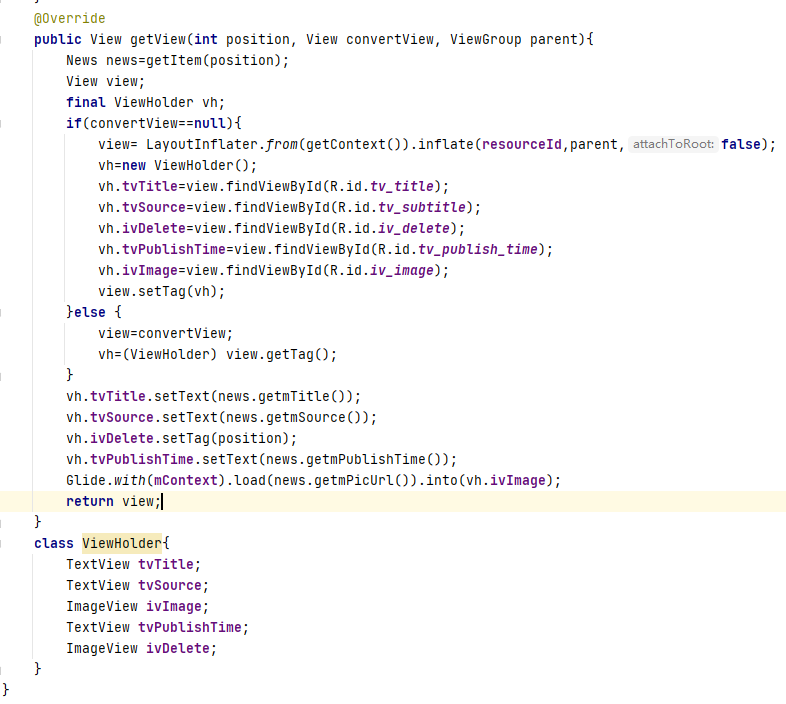 @Override
public View getView(int position, View convertView, ViewGroup parent){
News news=getItem(position);
View view;
final ViewHolder vh;
if(convertView==null){
view= LayoutInflater.from(getContext()).inflate(resourceId,parent, attachToRoot: false);
vh=new ViewHolder();
vh.tvTitle=view.findViewById(R.id.tv_title);
vh.tvSource=view.findViewById(R.id.tv_subtitle);
vh.ivDelete=view.findViewById(R.id.iv_delete);
vh.tvPublishTime=view.findViewById(R.id.tv_publish_time);
vh.ivImage=view.findViewById(R.id.iv_image);
view.setTag(vh);
}else {
view=convertView;
vh=(ViewHolder) view.getTag();
}
vh.tvTitle.setText(news.getmTitle());
vh.tvSource.setText(news.getmSource());
vh.ivDelete.setTag(position);
vh.tvPublishTime.setText(news.getmPublishTime());
Glide.with(mContext).load(news.getmPicUrl()).into(vh.ivImage);
return view;
}
class ViewHolder{
TextView tvTitle;
TextView tvSource;
ImageView ivImage;
TextView tvPublishTime;
ImageView ivDelete;
}
}